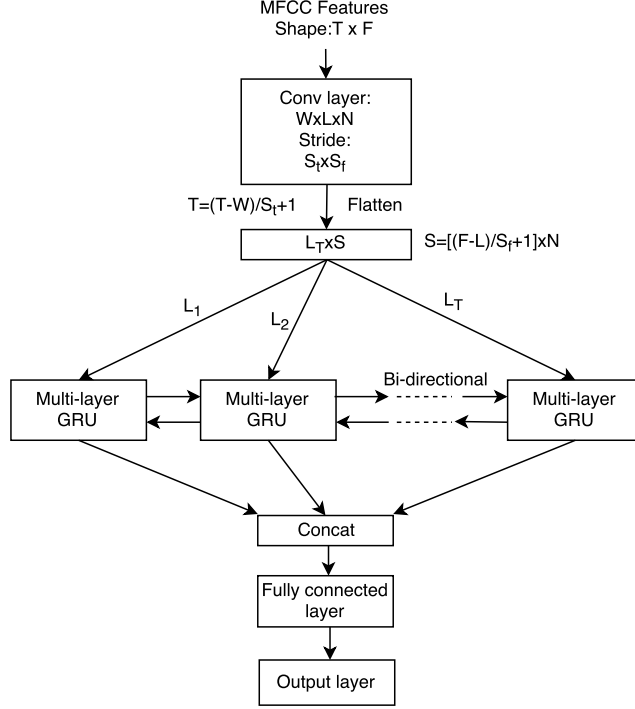 MFCC Features
Shape:T x F
Conv layer:
WxLxN
Stride:
StxSf
T=(T-W)/St+1
Flatten
LTxS
S=[(F-L)/Sf+1]xN
L1
L2
LT
Bi-directional
Multi-layer
GRU
Multi-layer
GRU
Multi-layer
GRU
Concat
Fully connected
layer
Output layer